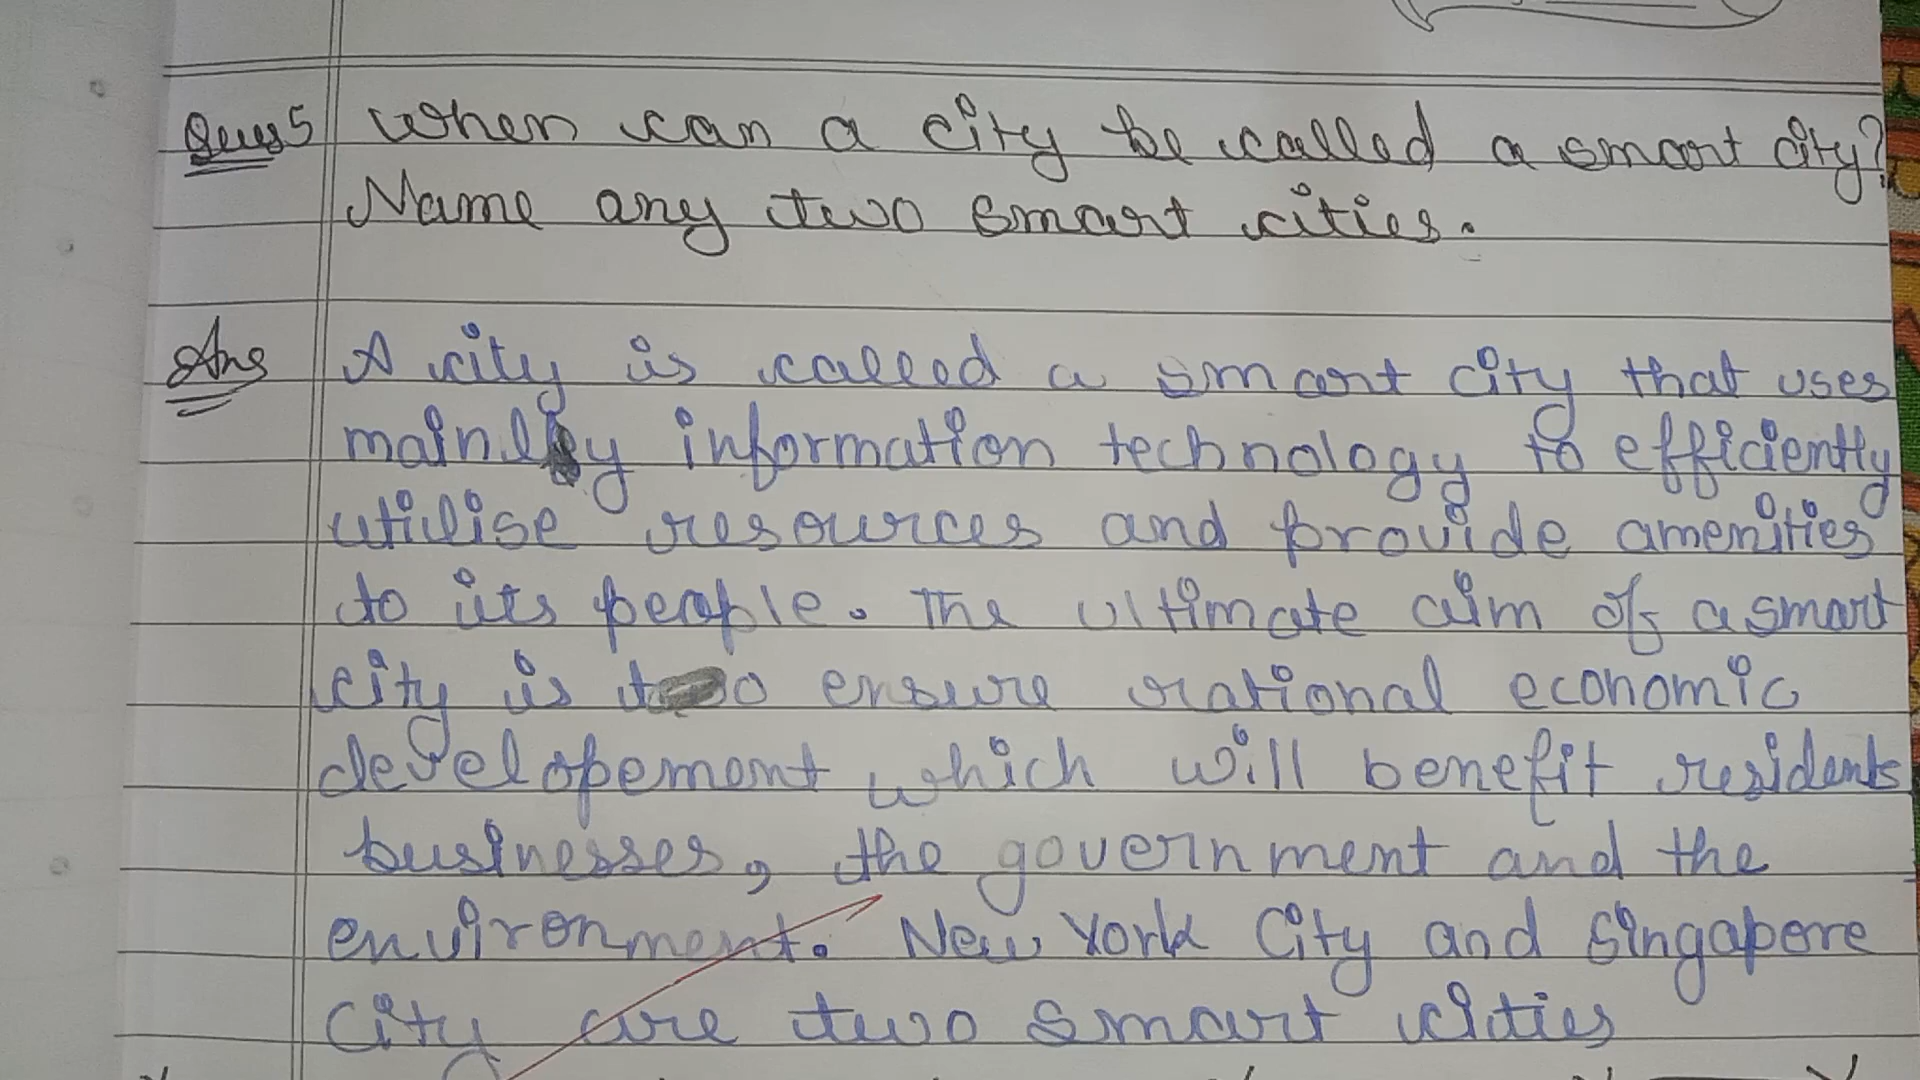 Ques 5 When can a city be called a smart city?
Name any two smart cities.
Ans A city is called a smart city that uses
mainly information technology to efficiently
utilise resources and provide amenities
to its people. The ultimate aim of a smart
city is to ensure rational economic
developement which will benefit residents
businesses, the government and the
environment. New York City and Singapore
City are two smart cities